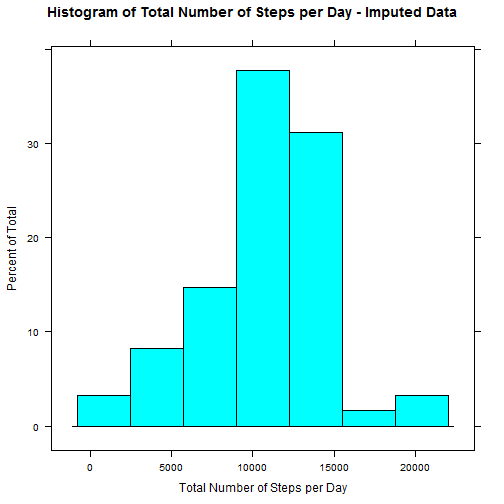 Histogram of Total Number of Steps per Day - Imputed Data
Percent of Total
30
20
10
0
0 5000 10000 15000 20000
Total Number of Steps per Day